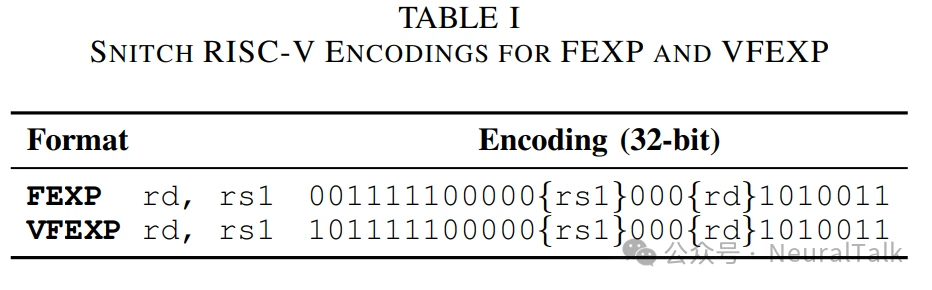 TABLE I
SNITCH RISC-V ENCODINGS FOR FEXP AND VFEXP
Format Encoding (32-bit)
FEXP rd, rs1 001111100000{rs1}000{rd}1010011
VFEXP rd, rs1 101111100000{rs1}000{rd}1010011
公众号 · NeuralTalk